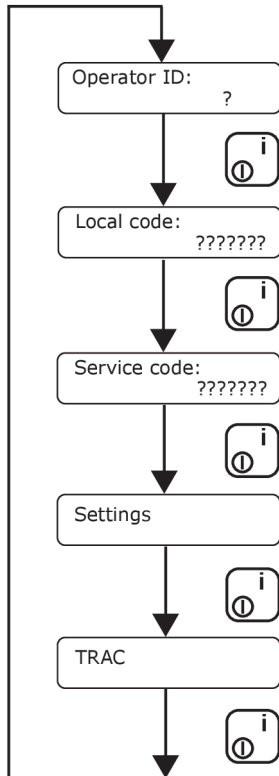 Operator ID:
?
i
Local code:
???????
i
Service code:
???????
i
Settings
i
TRAC
i